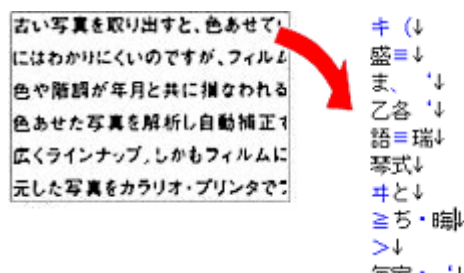 古い写真を取り出すと、色あせてい
にはわかりにくいのですが、フィルム
色や階調が年月と共に損なわれる
色あせた写真を解析し自動補正す
広くラインナップ。しかもフィルムに
元した写真をカラリオ・プリンタでプ
キ (↓
盛≡↓
ま、 ‘↓
乙各 ‘↓
語≡瑞↓
琴式↓
ヰと↓
≧ぢ・晦↓
>↓